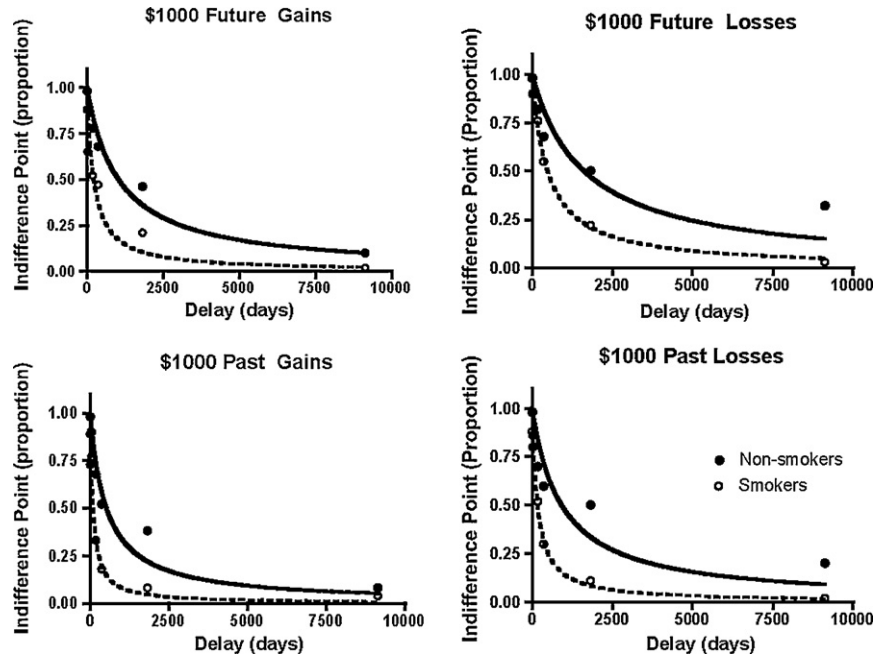 $1000 Future Gains
Indifference Point (proportion)
1.00
0.75
0.50
0.25
0.00
0
2500
5000
7500
10000
Delay (days)
$1000 Future Losses
Indifference Point (Proportion)
1.00
0.75
0.50
0.25
0.00
0
2500
5000
7500
10000
Delay (days)
$1000 Past Gains
Indifference Point (proportion)
1.00
0.75
0.50
0.25
0.00
0
2500
5000
7500
10000
Delay (days)
$1000 Past Losses
Indifference Point (Proportion)
1.00
0.75
0.50
0.25
0.00
0
2500
5000
7500
10000
Delay (days)
Non-smokers
Smokers